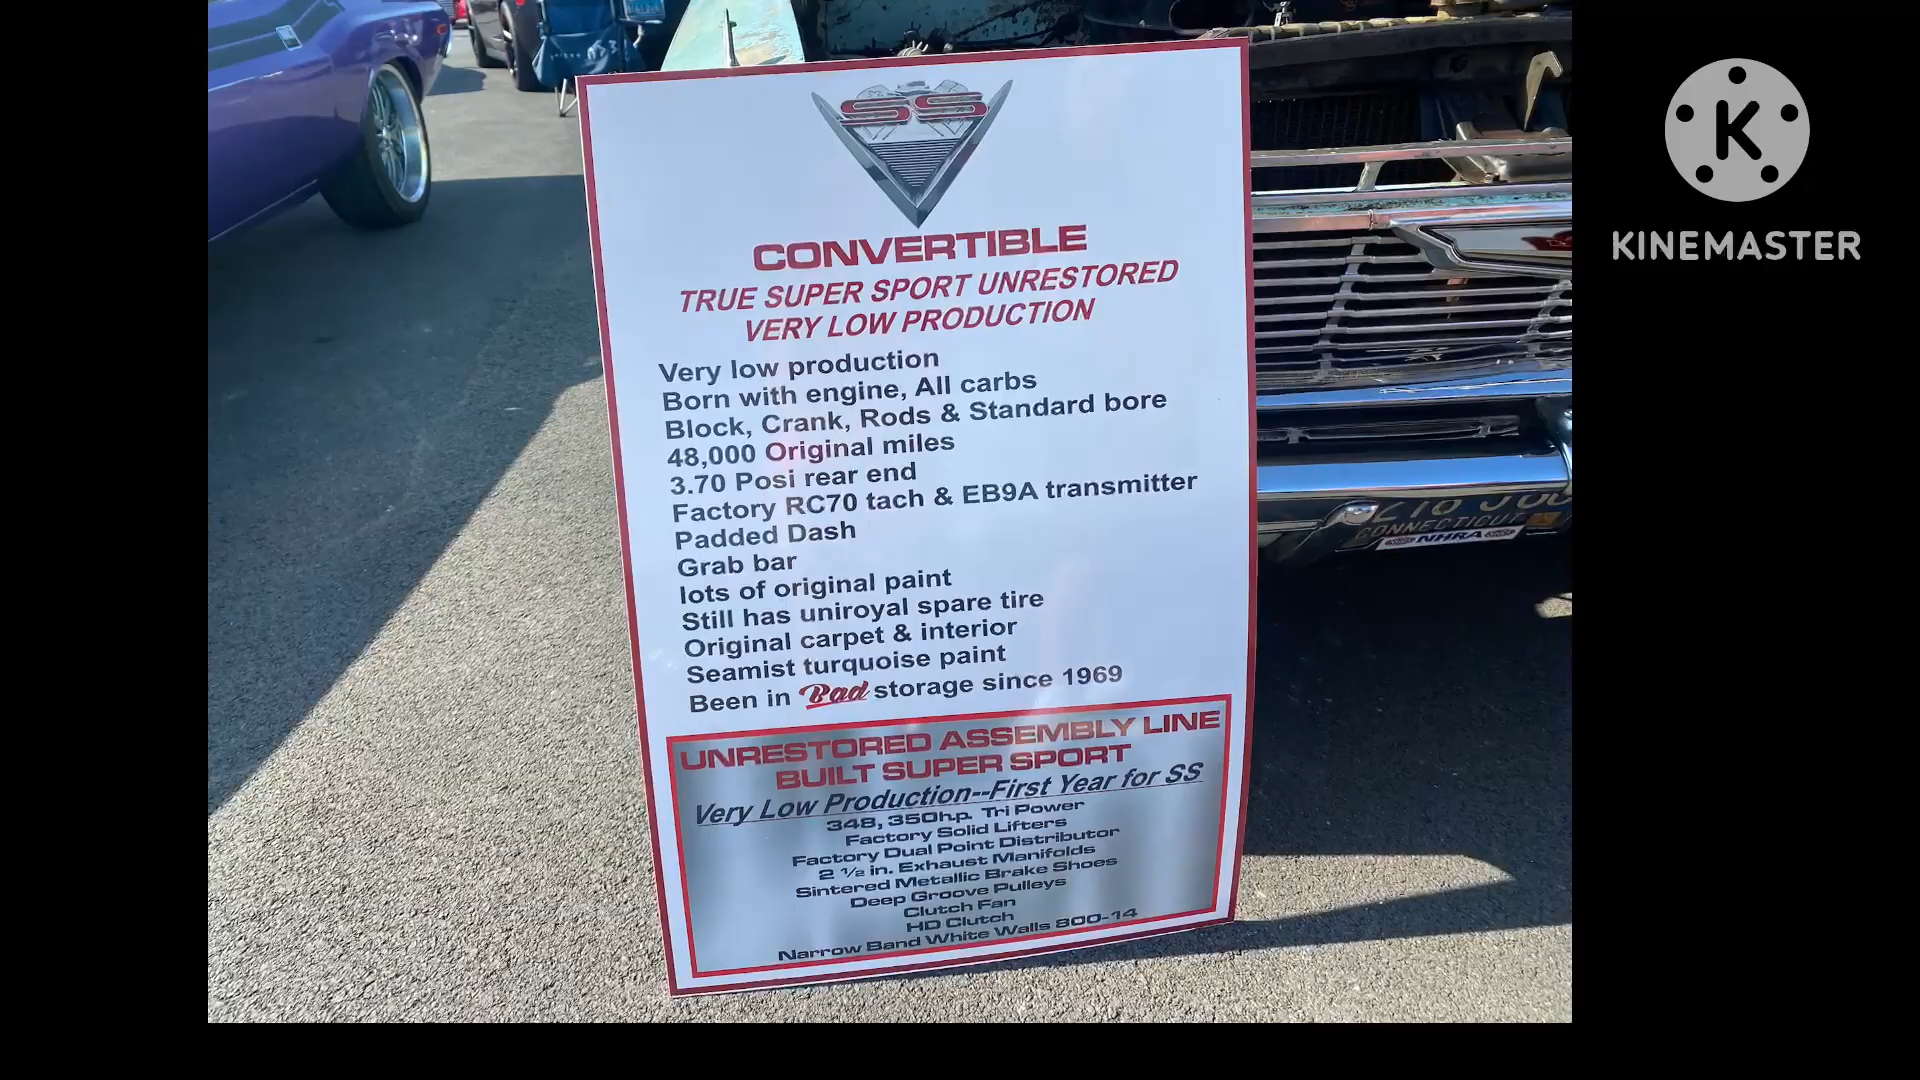 SS
CONVERTIBLE
TRUE SUPER SPORT UNRESTORED
VERY LOW PRODUCTION
Very low production
Born with engine, All carbs
Block, Crank, Rods & Standard bore
48,000 Original miles
3.70 Posi rear end
Factory RC70 tach & EB9A transmitter
Padded Dash
Grab bar
lots of original paint
Still has uniroyal spare tire
Original carpet & interior
Seamist turquoise paint
Been in Bad storage since 1969
UNRESTORED ASSEMBLY LINE
BUILT SUPER SPORT
Very Low Production--First Year for SS
348, 350h.p. Tri Power
Factory Solid Lifters
Factory Dual Point Distributor
2 ½ in. Exhaust Manifolds
Sintered Metallic Brake Shoes
Deep Groove Pulleys
Clutch Fan
HD Clutch
Narrow Band White Walls 800-14
CONNECTICUT
NHRA
K
KINEMASTER